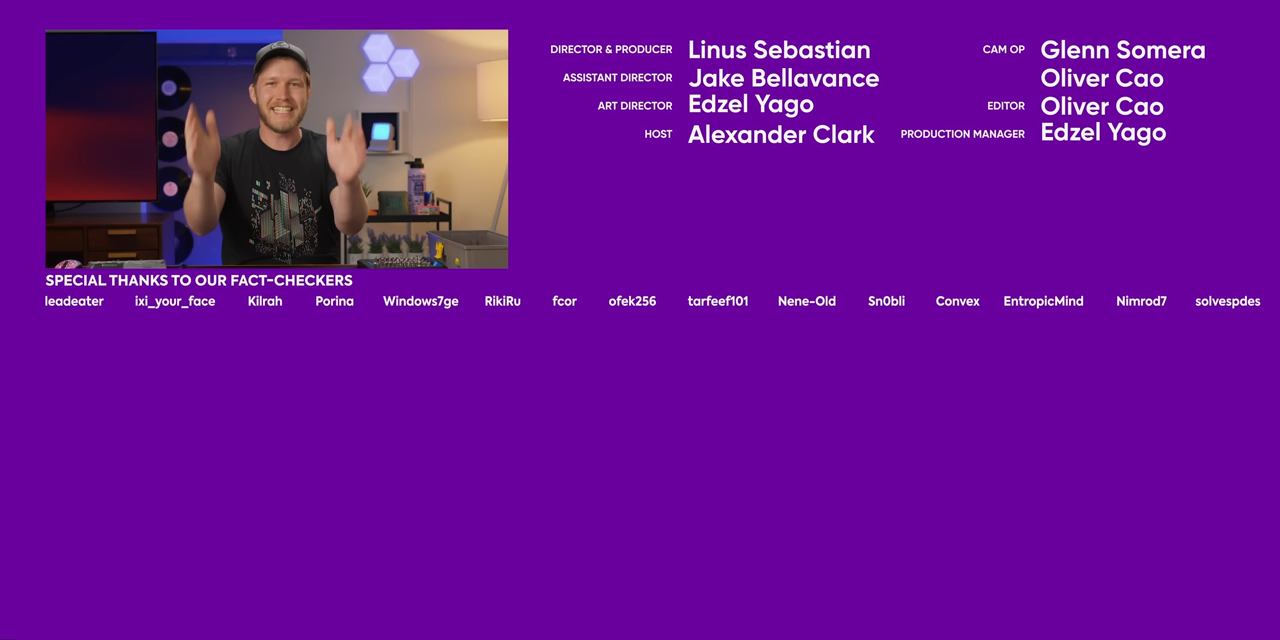 DIRECTOR & PRODUCER Linus Sebastian
ASSISTANT DIRECTOR Jake Bellavance
ART DIRECTOR Edzel Yago
HOST Alexander Clark
CAM OP Glenn Somera
Oliver Cao
EDITOR Oliver Cao
PRODUCTION MANAGER Edzel Yago
SPECIAL THANKS TO OUR FACT-CHECKERS
leadeater ixi_your_face Kilrah Porina Windows7ge RikiRu fcor ofek256 tarfeef101 Nene-Old Sn0bli Convex EntropicMind Nimrod7 solvespdes